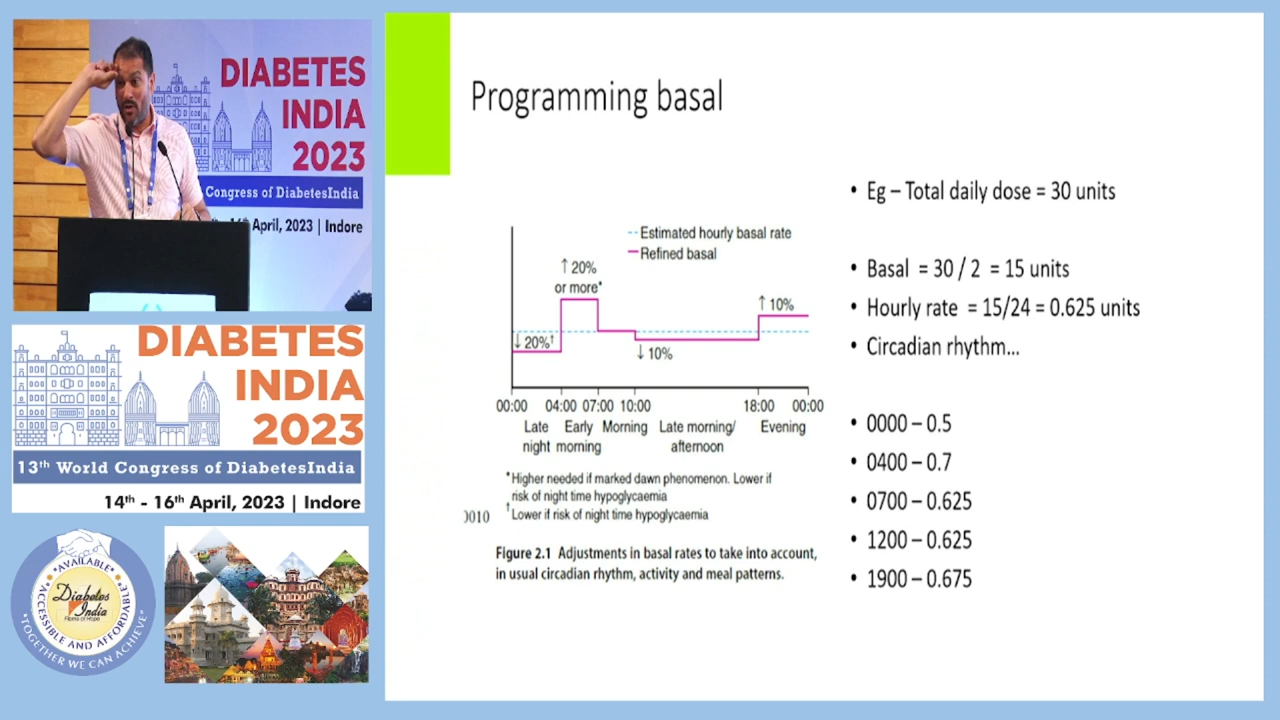 DIABETES
INDIA
2023
Congress of DiabetesIndia
April, 2023 | Indore
DIABETES
INDIA
2023
13th World Congress of DiabetesIndia
14th - 16th April, 2023 | Indore
"AVAILABLE"
ACCESSIBLE AND AFFORDABLE
"TOGETHER WE CAN ACHIEVE"
Diabetes
India
Programming basal
Estimated hourly basal rate
Refined basal
↑ 20%
or more*
↓ 20%†
↓ 10%
↑ 10%
00:00 04:00 07:00 10:00 18:00 00:00
Late Early Morning Late morning/ Evening
night morning afternoon
*Higher needed if marked dawn phenomenon. Lower if
risk of night time hypoglycaemia
†Lower if risk of night time hypoglycaemia
0010
Figure 2.1 Adjustments in basal rates to take into account,
in usual circadian rhythm, activity and meal patterns.
• Eg – Total daily dose = 30 units
• Basal = 30 / 2 = 15 units
• Hourly rate = 15/24 = 0.625 units
• Circadian rhythm...
• 0000 – 0.5
• 0400 – 0.7
• 0700 – 0.625
• 1200 – 0.625
• 1900 – 0.675